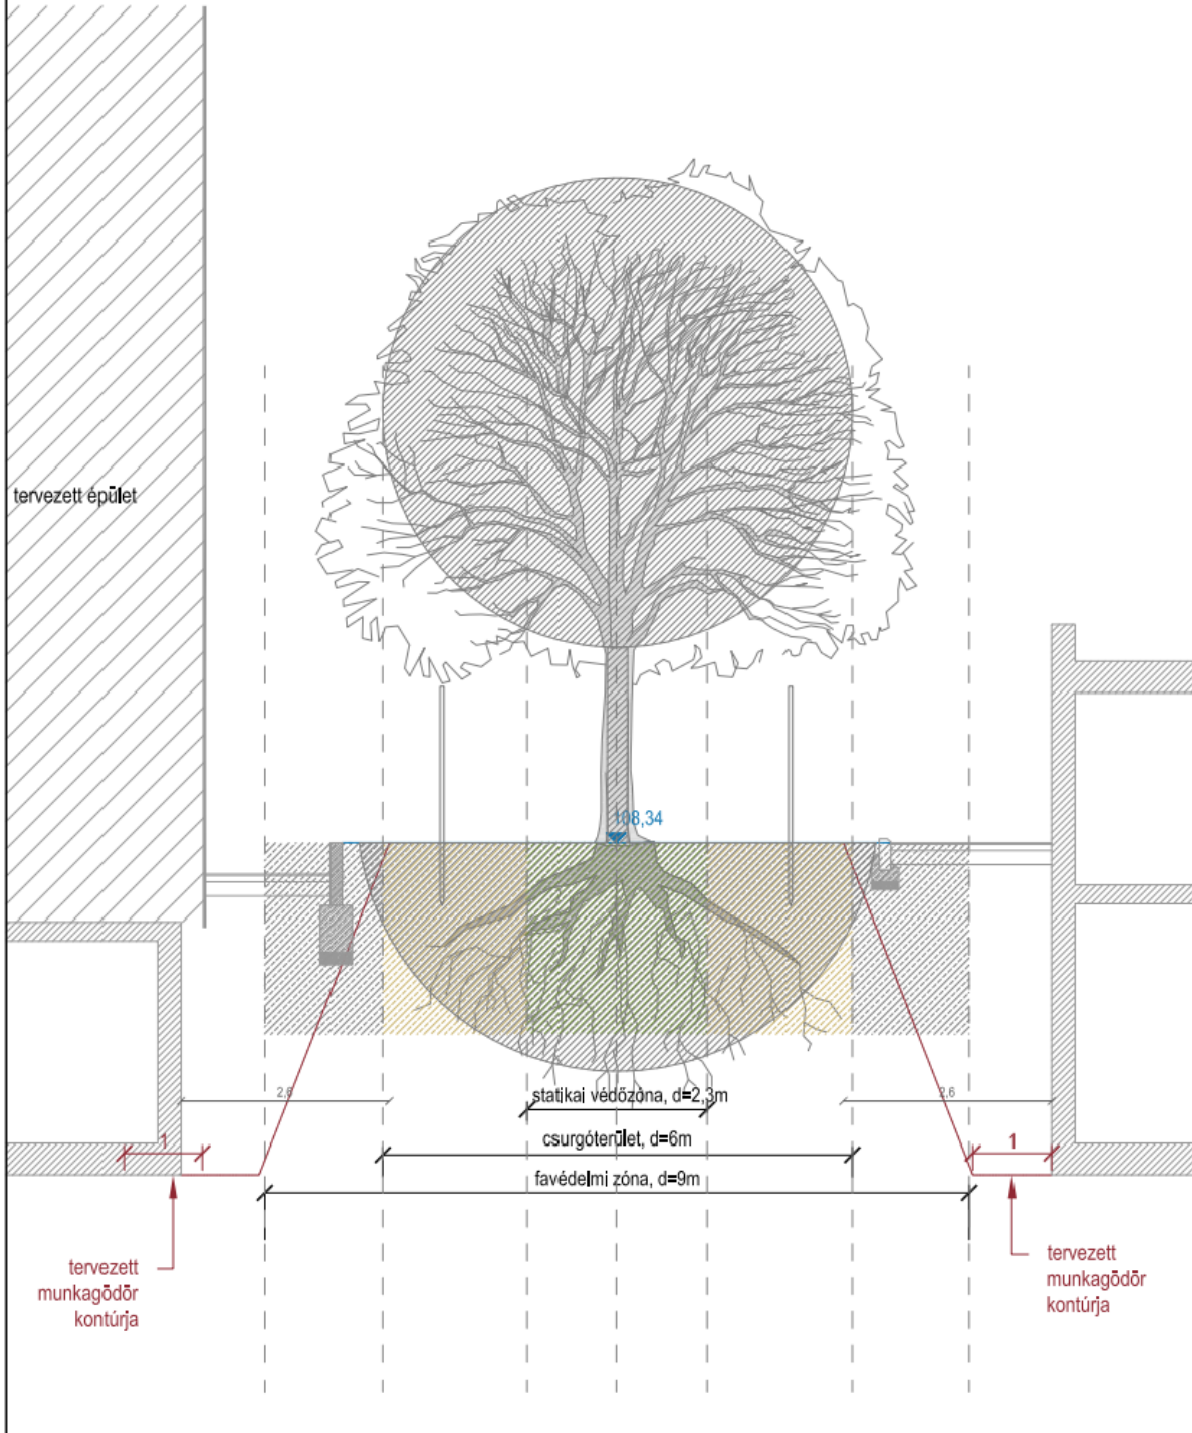 tervezett épület
108,34
2,6
statikai védőzóna, d=2,3m
2,6
1
csurgóterület, d=6m
1
favédelmi zóna, d=9m
tervezett
munkagödör
kontúrja
tervezett
munkagödör
kontúrja